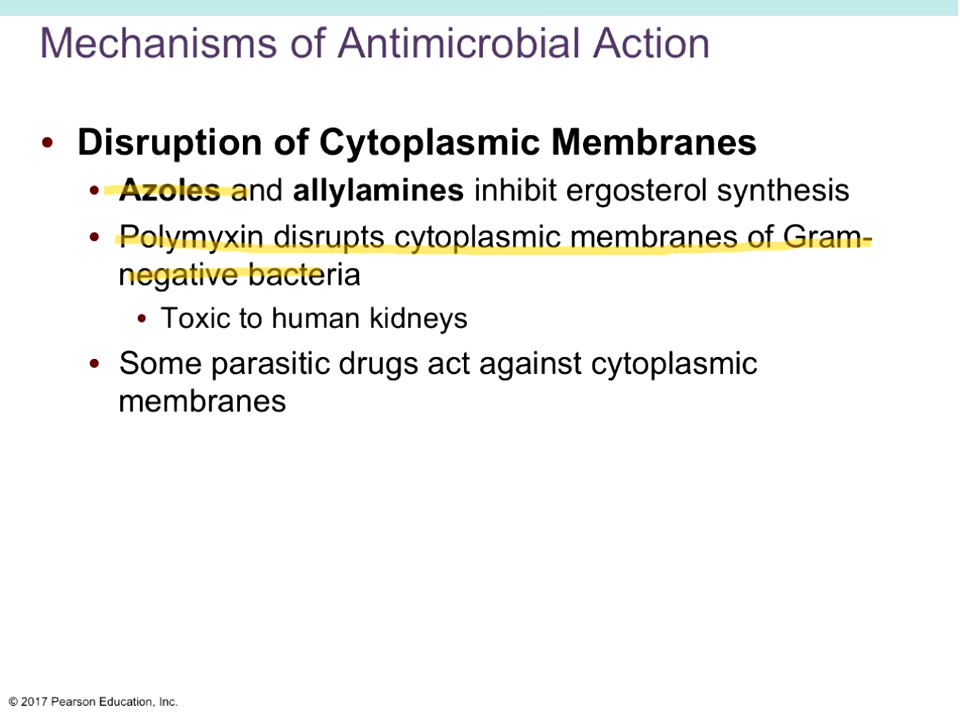 Mechanisms of Antimicrobial Action
• Disruption of Cytoplasmic Membranes
• Azoles and allylamines inhibit ergosterol synthesis
• Polymyxin disrupts cytoplasmic membranes of Gram-
negative bacteria
• Toxic to human kidneys
• Some parasitic drugs act against cytoplasmic
membranes
© 2017 Pearson Education, Inc.